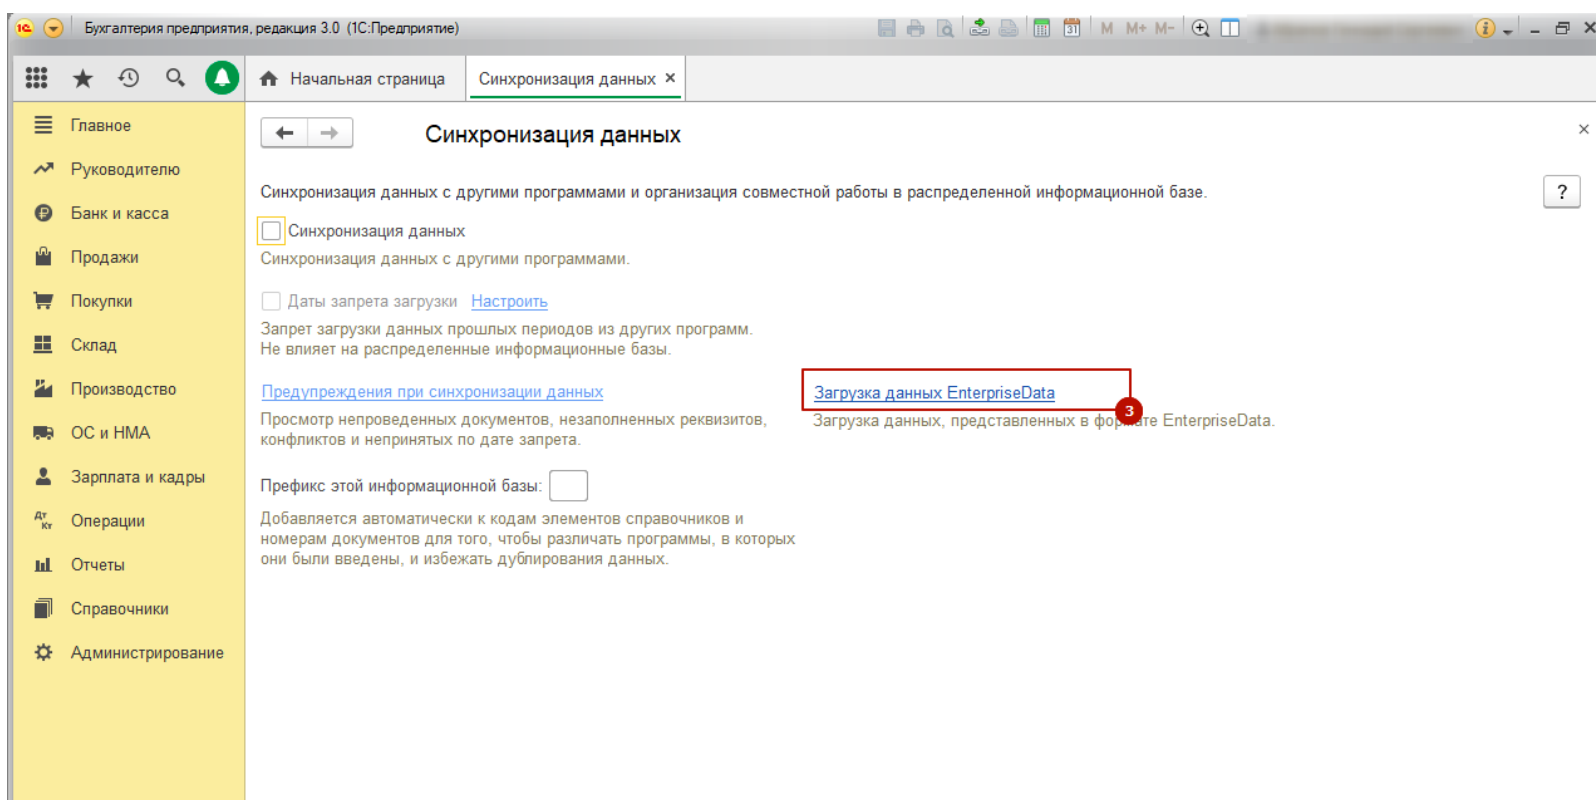 1С Бухгалтерия предприятия, редакция 3.0 (1С:Предприятие) 31 M M+ M- i
Начальная страница Синхронизация данных ×
Главное
Руководителю
Банк и касса
Продажи
Покупки
Склад
Производство
ОС и НМА
Зарплата и кадры
Дт Кт Операции
Отчеты
Справочники
Администрирование
Синхронизация данных
Синхронизация данных с другими программами и организация совместной работы в распределенной информационной базе. ?
Синхронизация данных
Синхронизация данных с другими программами.
Даты запрета загрузки Настроить
Запрет загрузки данных прошлых периодов из других программ.
Не влияет на распределенные информационные базы.
Предупреждения при синхронизации данных Загрузка данных EnterpriseData
3
Просмотр непроведенных документов, незаполненных реквизитов, Загрузка данных, представленных в формате EnterpriseData.
конфликтов и непринятых по дате запрета.
Префикс этой информационной базы:
Добавляется автоматически к кодам элементов справочников и
номерам документов для того, чтобы различать программы, в которых
они были введены, и избежать дублирования данных.